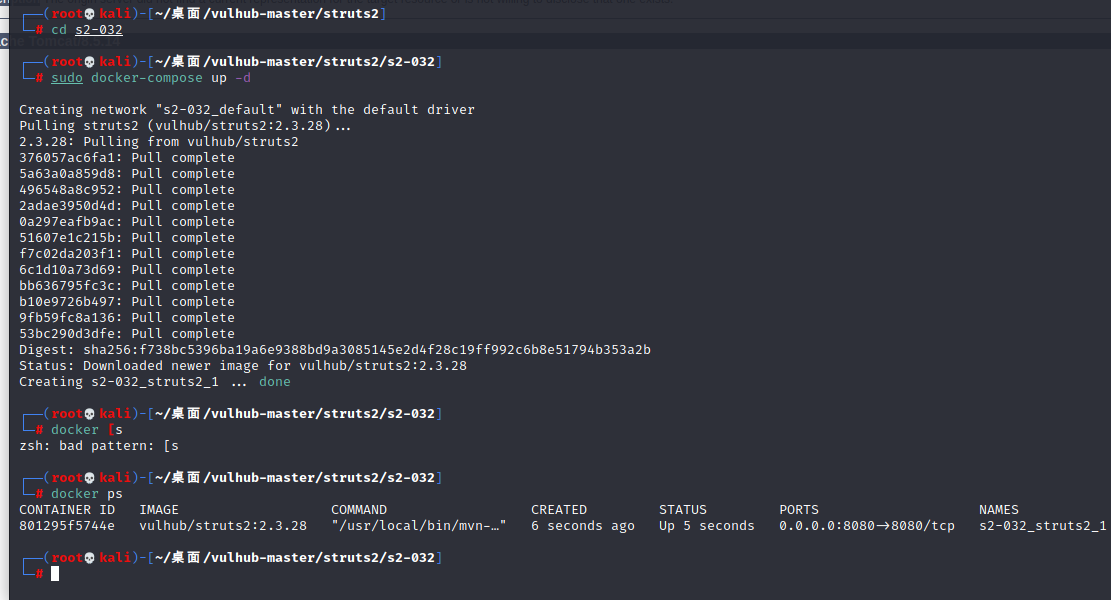 ┌──(root💀kali)-[~/桌面/vulhub-master/struts2]
└─# cd s2-032
┌──(root💀kali)-[~/桌面/vulhub-master/struts2/s2-032]
└─# sudo docker-compose up -d
Creating network "s2-032_default" with the default driver
Pulling struts2 (vulhub/struts2:2.3.28)...
2.3.28: Pulling from vulhub/struts2
376057ac6fa1: Pull complete
5a63a0a859d8: Pull complete
496548a8c952: Pull complete
2adae3950d4d: Pull complete
0a297eafb9ac: Pull complete
51607e1c215b: Pull complete
f7c02da203f1: Pull complete
6c1d10a73d69: Pull complete
bb636795fc3c: Pull complete
b10e9726b497: Pull complete
9fb59fc8a136: Pull complete
53bc290d3dfe: Pull complete
Digest: sha256:f738bc5396ba19a6e9388bd9a3085145e2d4f28c19ff992c6b8e51794b353a2b
Status: Downloaded newer image for vulhub/struts2:2.3.28
Creating s2-032_struts2_1 ... done
┌──(root💀kali)-[~/桌面/vulhub-master/struts2/s2-032]
└─# docker [s
zsh: bad pattern: [s
┌──(root💀kali)-[~/桌面/vulhub-master/struts2/s2-032]
└─# docker ps
CONTAINER ID   IMAGE                   COMMAND                  CREATED         STATUS         PORTS                    NAMES
801295f5744e   vulhub/struts2:2.3.28   "/usr/local/bin/mvn-…"   6 seconds ago   Up 5 seconds   0.0.0.0:8080->8080/tcp   s2-032_struts2_1
┌──(root💀kali)-[~/桌面/vulhub-master/struts2/s2-032]
└─#